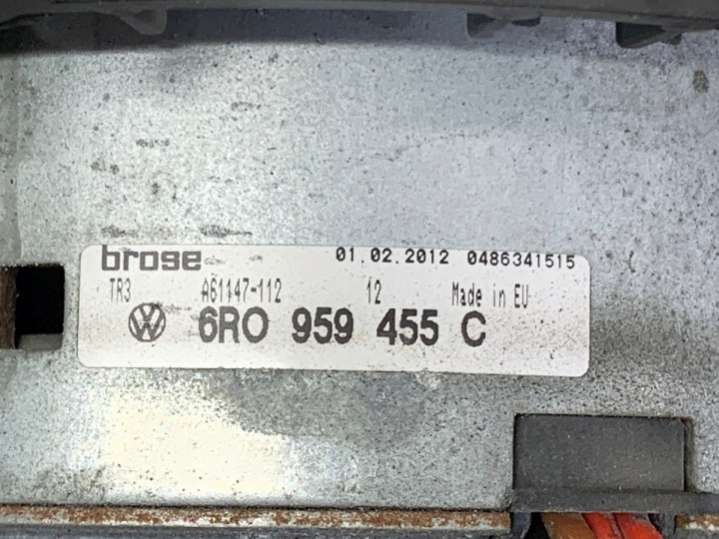 brose 01.02.2012 0486341515
TR3 A61147-112 12 Made in EU
6R0 959 455 C